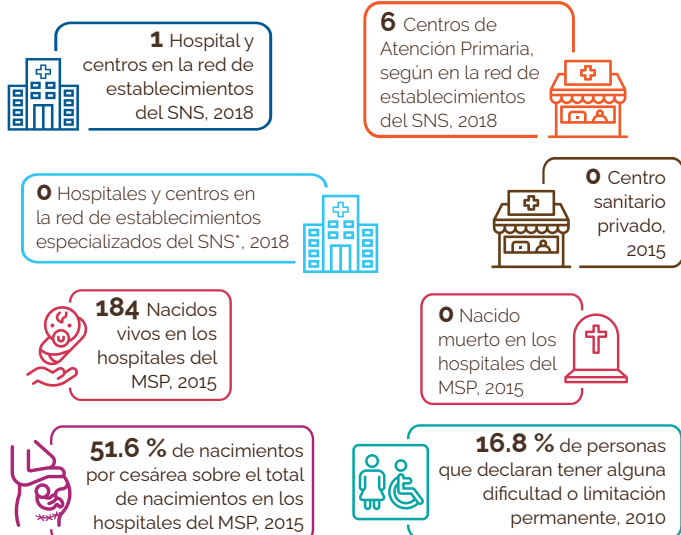 1 Hospital y
centros en la red de
establecimientos
del SNS, 2018
6 Centros de
Atención Primaria,
según en la red de
establecimientos
del SNS, 2018
0 Hospitales y centros en
la red de establecimientos
especializados del SNS*, 2018
0 Centro
sanitario
privado,
2015
184 Nacidos
vivos en los
hospitales del
MSP, 2015
0 Nacido
muerto en los
hospitales del
MSP, 2015
51.6 % de nacimientos
por cesárea sobre el total
de nacimientos en los
hospitales del MSP, 2015
16.8 % de personas
que declaran tener alguna
dificultad o limitación
permanente, 2010